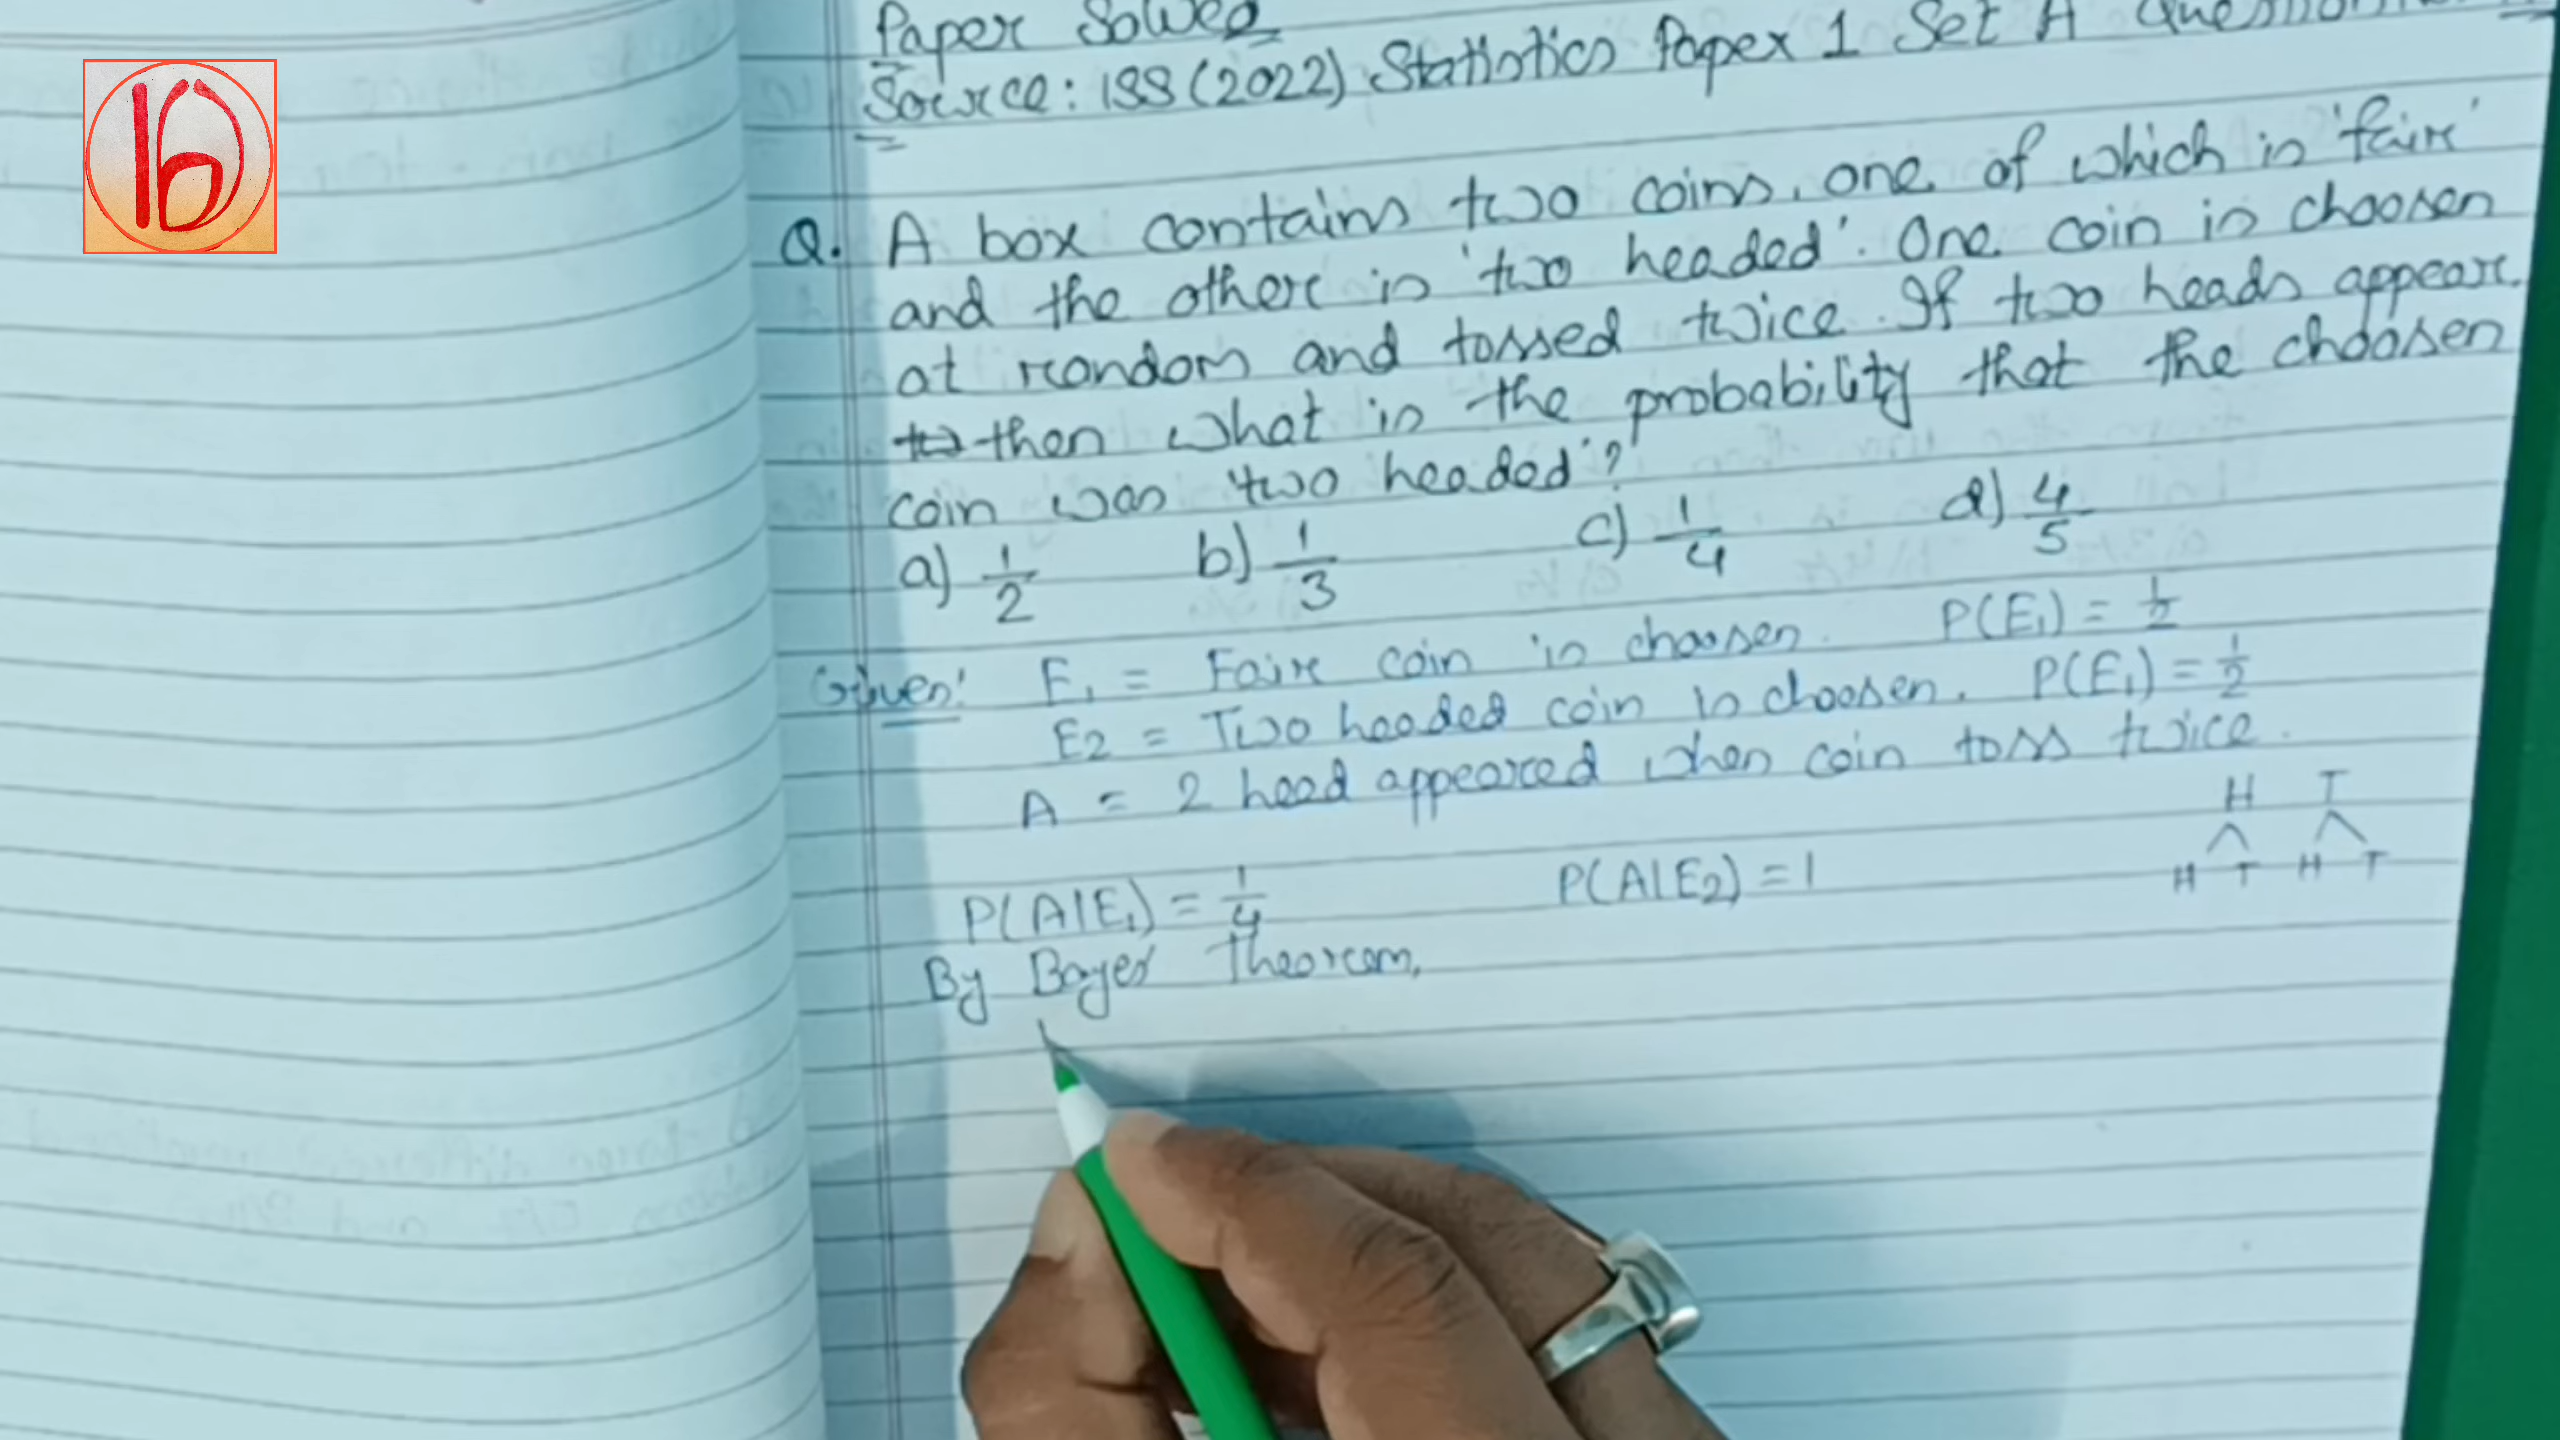 Paper Solved
Source: ISS (2022) Statistics Paper 1 Set A
Q. A box contains two coins, one of which is 'fair'
and the other is 'two headed'. One coin is choosen
at random and tossed twice. If two heads appear.
then what is the probability that the choosen
coin was 'two headed'?
a) 1/2 b) 1/3 c) 1/4 d) 4/5
Given: E1 = Fair coin is choosen. P(E1) = 1/2
E2 = Two headed coin is choosen. P(E1) = 1/2
A = 2 head appeared when coin toss twice.
H T
H T H T
P(A|E1) = 1/4 P(A|E2) = 1
By Bayes' Theorem,